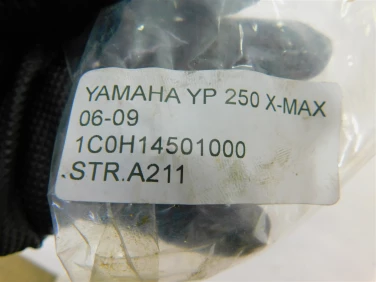 YAMAHA YP 250 X-MAX
06-09
1C0H14501000
.STR.A211